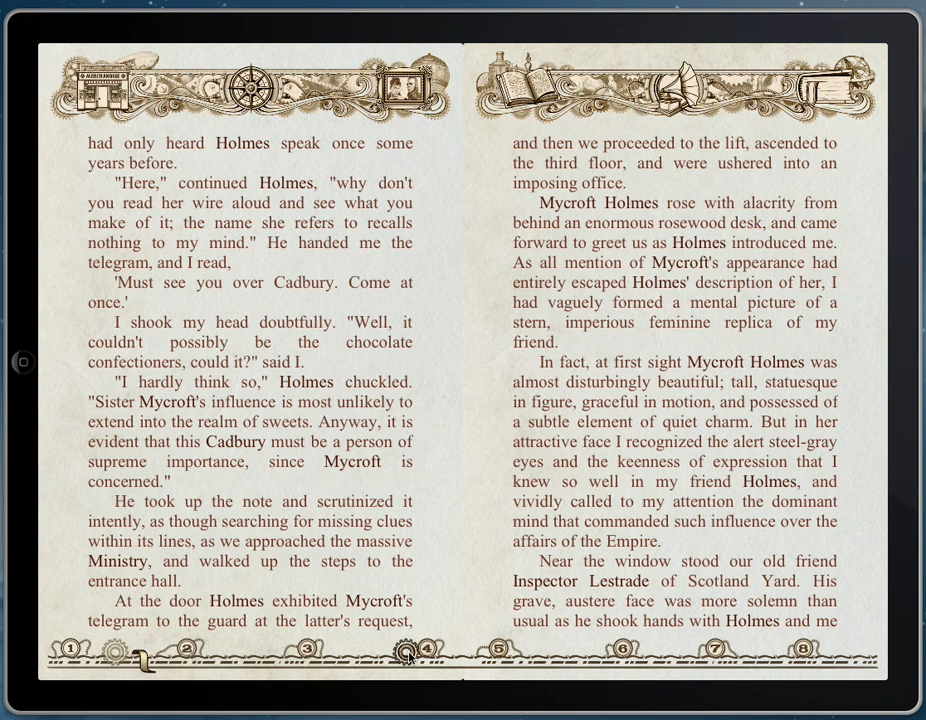 MERCHANDISE
had only heard Holmes speak once some
years before.
"Here," continued Holmes, "why don't
you read her wire aloud and see what you
make of it; the name she refers to recalls
nothing to my mind." He handed me the
telegram, and I read,
'Must see you over Cadbury. Come at
once.'
I shook my head doubtfully. "Well, it
couldn't possibly be the chocolate
confectioners, could it?" said I.
"I hardly think so," Holmes chuckled.
"Sister Mycroft's influence is most unlikely to
extend into the realm of sweets. Anyway, it is
evident that this Cadbury must be a person of
supreme importance, since Mycroft is
concerned."
He took up the note and scrutinized it
intently, as though searching for missing clues
within its lines, as we approached the massive
Ministry, and walked up the steps to the
entrance hall.
At the door Holmes exhibited Mycroft's
telegram to the guard at the latter's request,
and then we proceeded to the lift, ascended to
the third floor, and were ushered into an
imposing office.
Mycroft Holmes rose with alacrity from
behind an enormous rosewood desk, and came
forward to greet us as Holmes introduced me.
As all mention of Mycroft's appearance had
entirely escaped Holmes' description of her, I
had vaguely formed a mental picture of a
stern, imperious feminine replica of my
friend.
In fact, at first sight Mycroft Holmes was
almost disturbingly beautiful; tall, statuesque
in figure, graceful in motion, and possessed of
a subtle element of quiet charm. But in her
attractive face I recognized the alert steel-gray
eyes and the keenness of expression that I
knew so well in my friend Holmes, and
vividly called to my attention the dominant
mind that commanded such influence over the
affairs of the Empire.
Near the window stood our old friend
Inspector Lestrade of Scotland Yard. His
grave, austere face was more solemn than
usual as he shook hands with Holmes and me
1 2 3 4 5 6 7 8